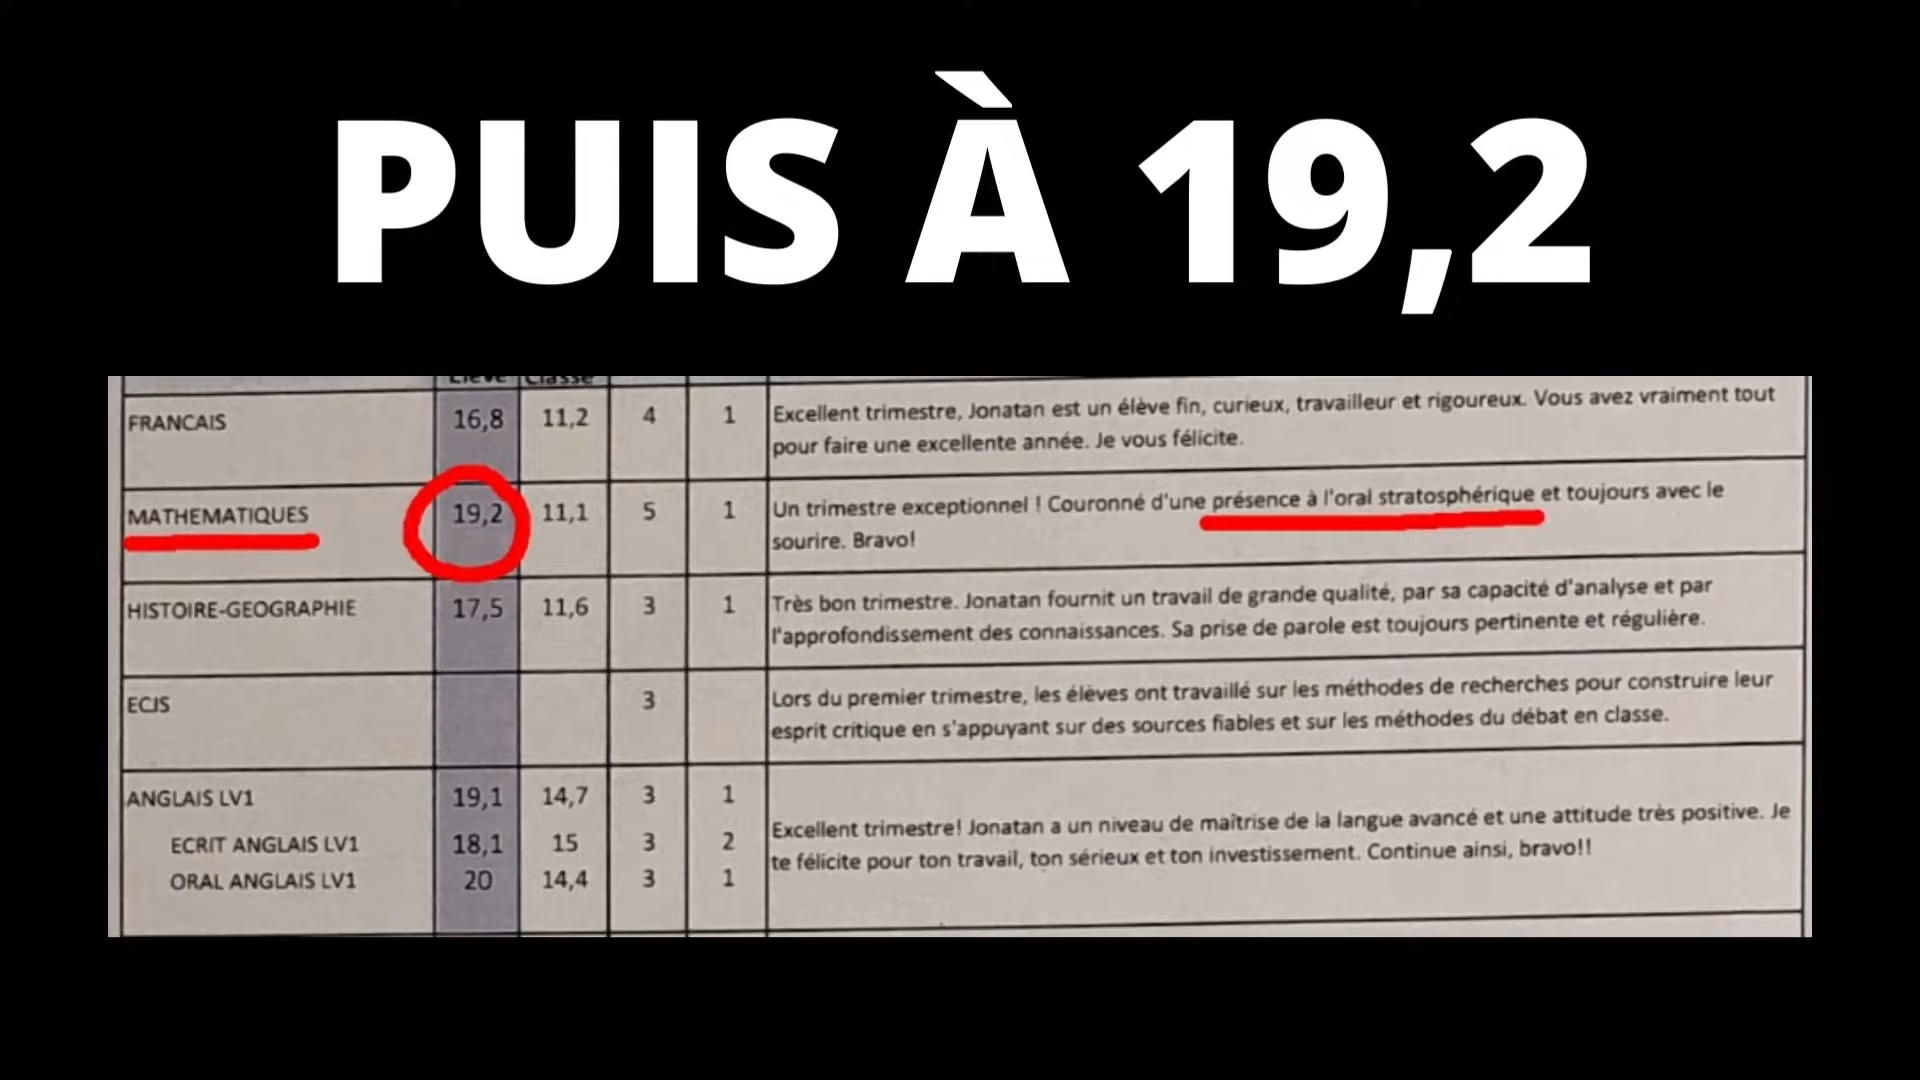 PUIS À 19,2
Elève Classe
FRANCAIS 16,8 11,2 4 1 Excellent trimestre, Jonatan est un élève fin, curieux, travailleur et rigoureux. Vous avez vraiment tout
pour faire une excellente année. Je vous félicite.
MATHEMATIQUES 19,2 11,1 5 1 Un trimestre exceptionnel ! Couronné d'une présence à l'oral stratosphérique et toujours avec le
sourire. Bravo!
HISTOIRE-GEOGRAPHIE 17,5 11,6 3 1 Très bon trimestre. Jonatan fournit un travail de grande qualité, par sa capacité d'analyse et par
l'approfondissement des connaissances. Sa prise de parole est toujours pertinente et régulière.
ECJS 3 Lors du premier trimestre, les élèves ont travaillé sur les méthodes de recherches pour construire leur
esprit critique en s'appuyant sur des sources fiables et sur les méthodes du débat en classe.
ANGLAIS LV1 19,1 14,7 3 1
Excellent trimestre! Jonatan a un niveau de maîtrise de la langue avancé et une attitude très positive. Je
ECRIT ANGLAIS LV1 18,1 15 3 2
te félicite pour ton travail, ton sérieux et ton investissement. Continue ainsi, bravo!!
ORAL ANGLAIS LV1 20 14,4 3 1